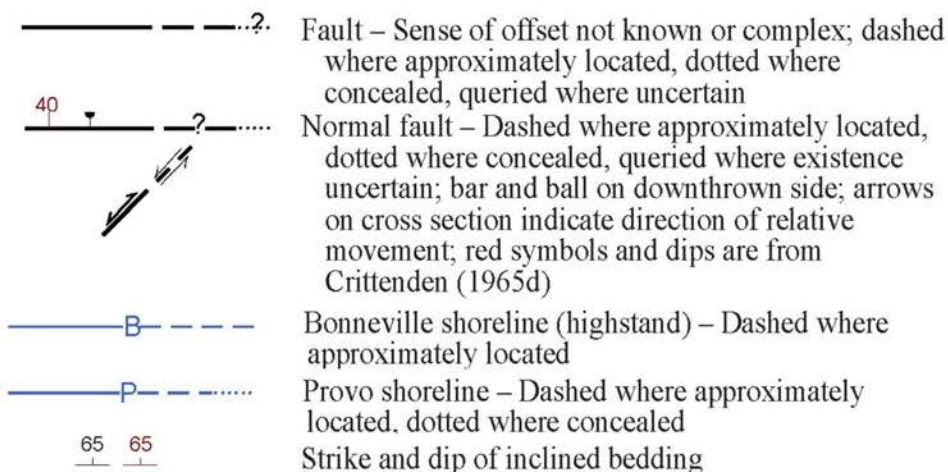 ?
Fault – Sense of offset not known or complex; dashed
where approximately located, dotted where
concealed, queried where uncertain
40
?
Normal fault – Dashed where approximately located,
dotted where concealed, queried where existence
uncertain; bar and ball on downthrown side; arrows
on cross section indicate direction of relative
movement; red symbols and dips are from
Crittenden (1965d)
B
Bonneville shoreline (highstand) – Dashed where
approximately located
P
Provo shoreline – Dashed where approximately
located, dotted where concealed
65 65
Strike and dip of inclined bedding